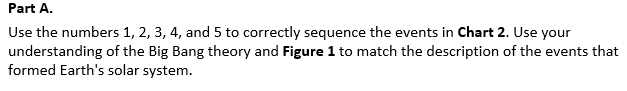 Part A.
Use the numbers 1, 2, 3, 4, and 5 to correctly sequence the events in Chart 2. Use your
understanding of the Big Bang theory and Figure 1 to match the description of the events that
formed Earth's solar system.